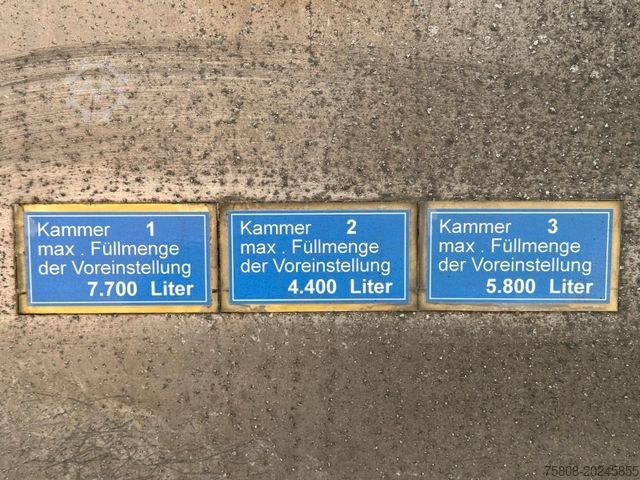 Kammer 1
max . Füllmenge
der Voreinstellung
7.700 Liter
Kammer 2
max . Füllmenge
der Voreinstellung
4.400 Liter
Kammer 3
max . Füllmenge
der Voreinstellung
5.800 Liter
75808-20245855